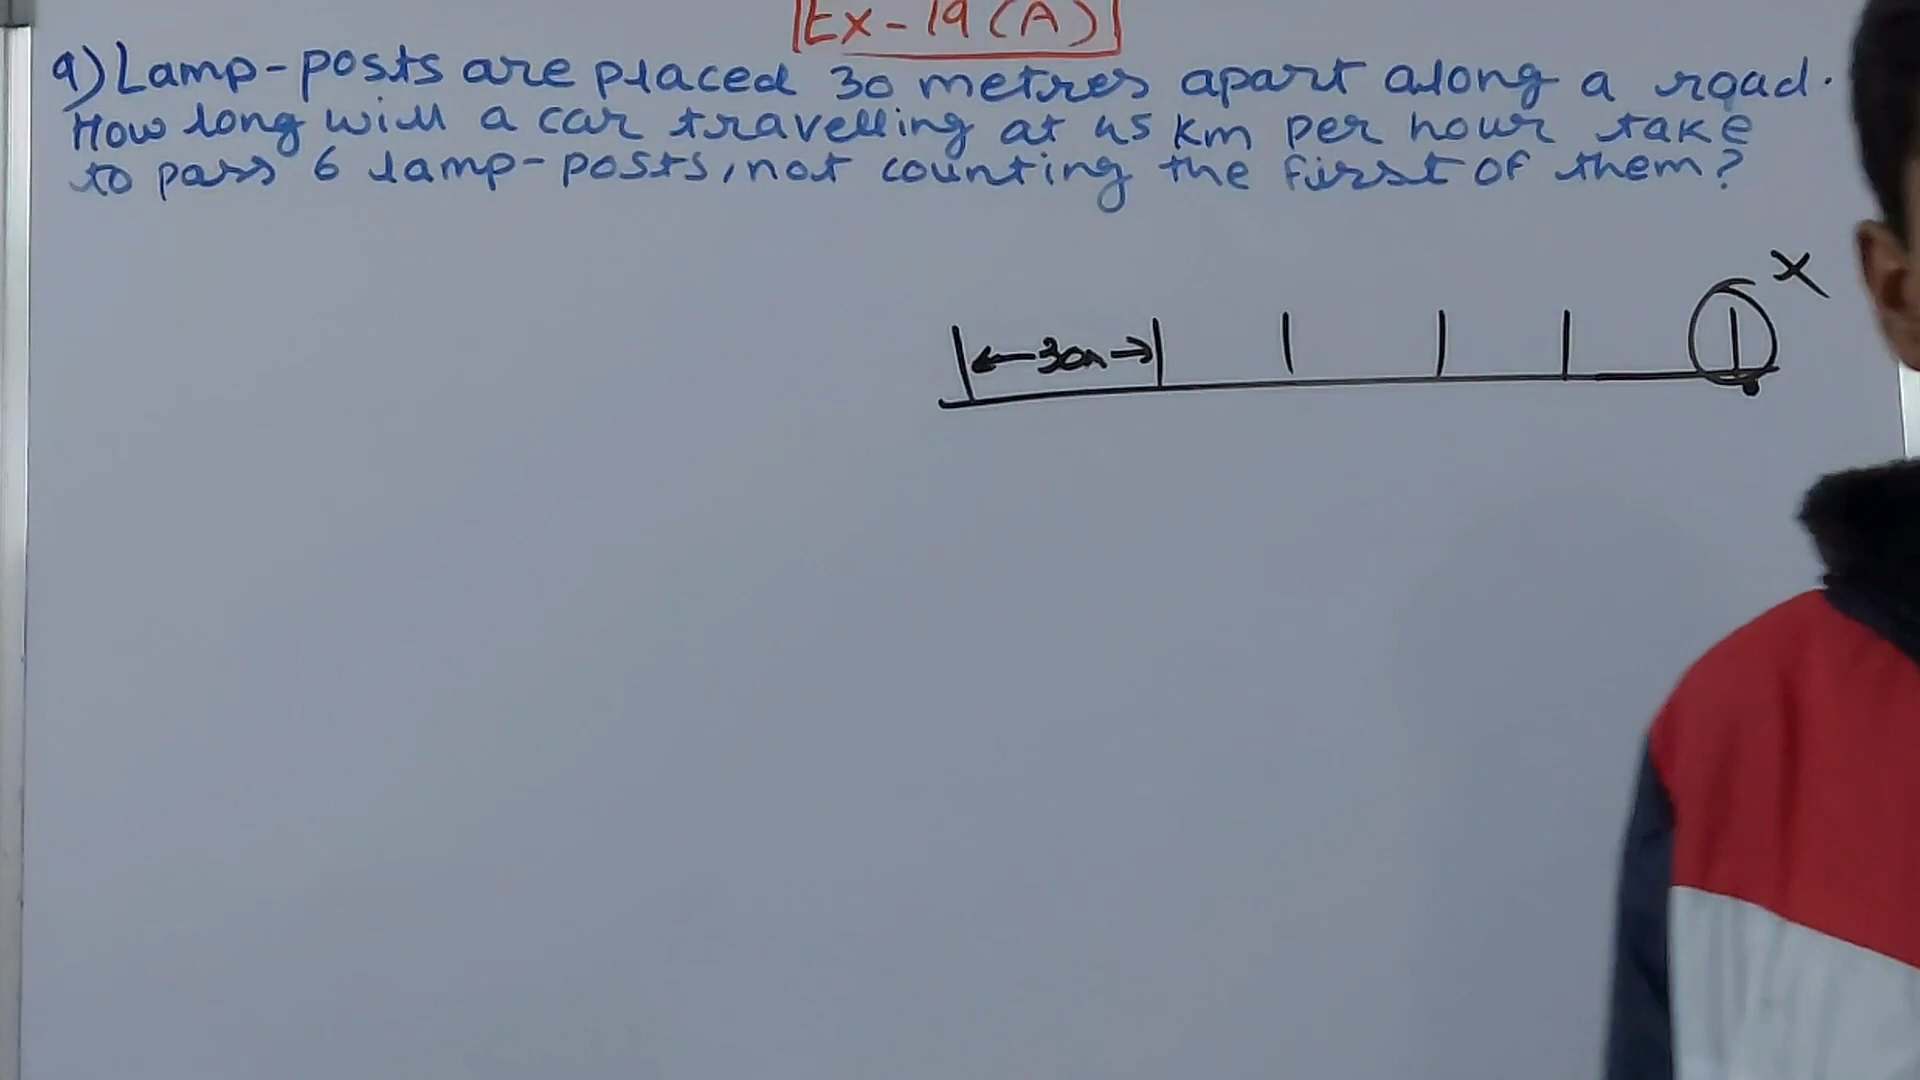 Ex - 19 (A)
9) Lamp-posts are placed 30 metres apart along a road.
How long will a car travelling at 45 km per hour take
to pass 6 lamp-posts, not counting the first of them?
x
30m